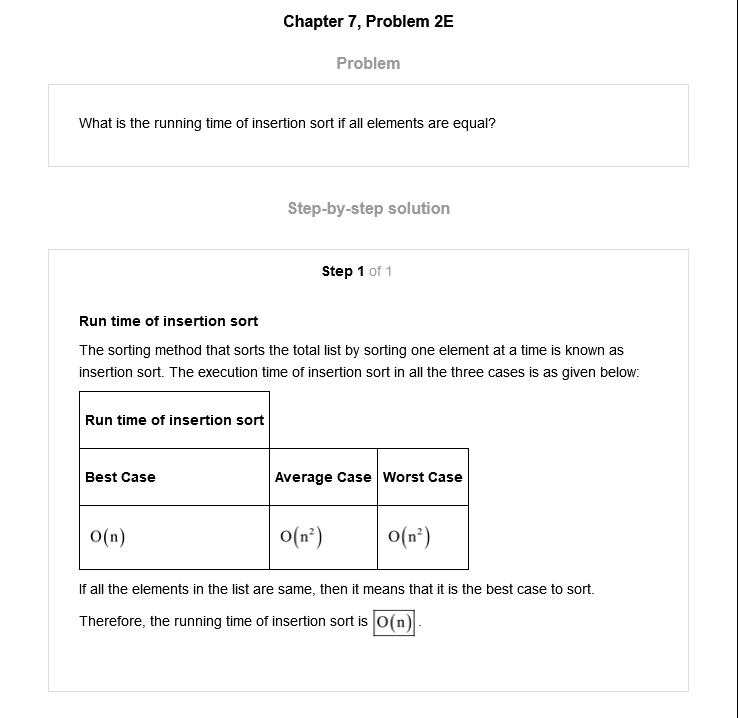 Chapter 7, Problem 2E
Problem
What is the running time of insertion sort if all elements are equal?
Step-by-step solution
Step 1 of 1
Run time of insertion sort
The sorting method that sorts the total list by sorting one element at a time is known as
insertion sort. The execution time of insertion sort in all the three cases is as given below:
Run time of insertion sort
Best Case Average Case Worst Case
O(n) O(n²) O(n²)
If all the elements in the list are same, then it means that it is the best case to sort.
Therefore, the running time of insertion sort is O(n).